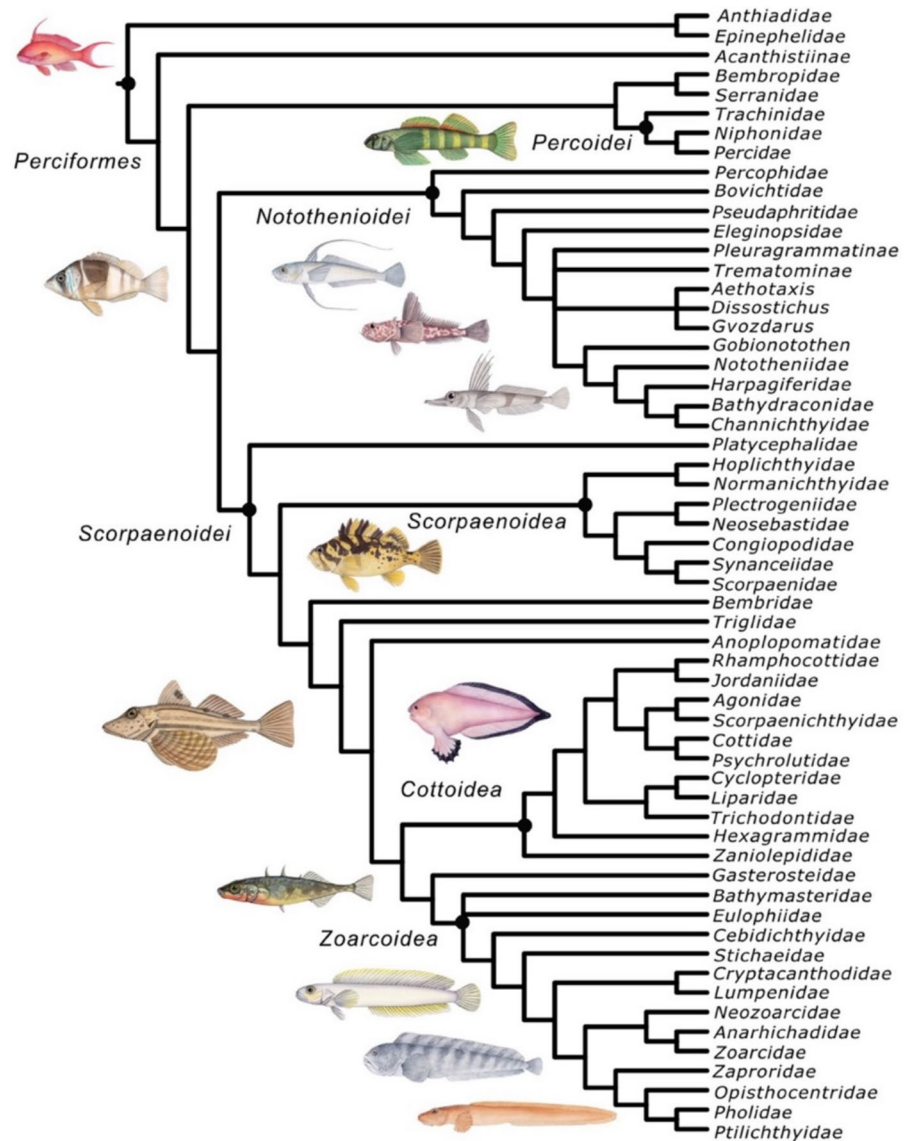 Anthiadidae
Epinephelidae
Acanthistiinae
Bembropidae
Serranidae
Trachinidae
Percoidei
Niphonidae
Perciformes
Percidae
Percophidae
Bovichtidae
Notothenioidei
Pseudaphritidae
Eleginopsidae
Pleuragrammatinae
Trematominae
Aethotaxis
Dissostichus
Gvozdarus
Gobionotothen
Nototheniidae
Harpagiferidae
Bathydraconidae
Channichthyidae
Platycephalidae
Hoplichthyidae
Normanichthyidae
Plectrogeniidae
Scorpaenoidea
Neosebastidae
Scorpaenoidei
Congiopodidae
Synanceiidae
Scorpaenidae
Bembridae
Triglidae
Anoplopomatidae
Rhamphocottidae
Jordaniidae
Agonidae
Scorpaenichthyidae
Cottidae
Psychrolutidae
Cyclopteridae
Cottoidea
Liparidae
Trichodontidae
Hexagrammidae
Zaniolepididae
Gasterosteidae
Bathymasteridae
Eulophiidae
Zoarcoidea
Cebidichthyidae
Stichaeidae
Cryptacanthodidae
Lumpenidae
Neozoarcidae
Anarhichadidae
Zoarcidae
Zaproridae
Opisthocentridae
Pholidae
Ptilichthyidae